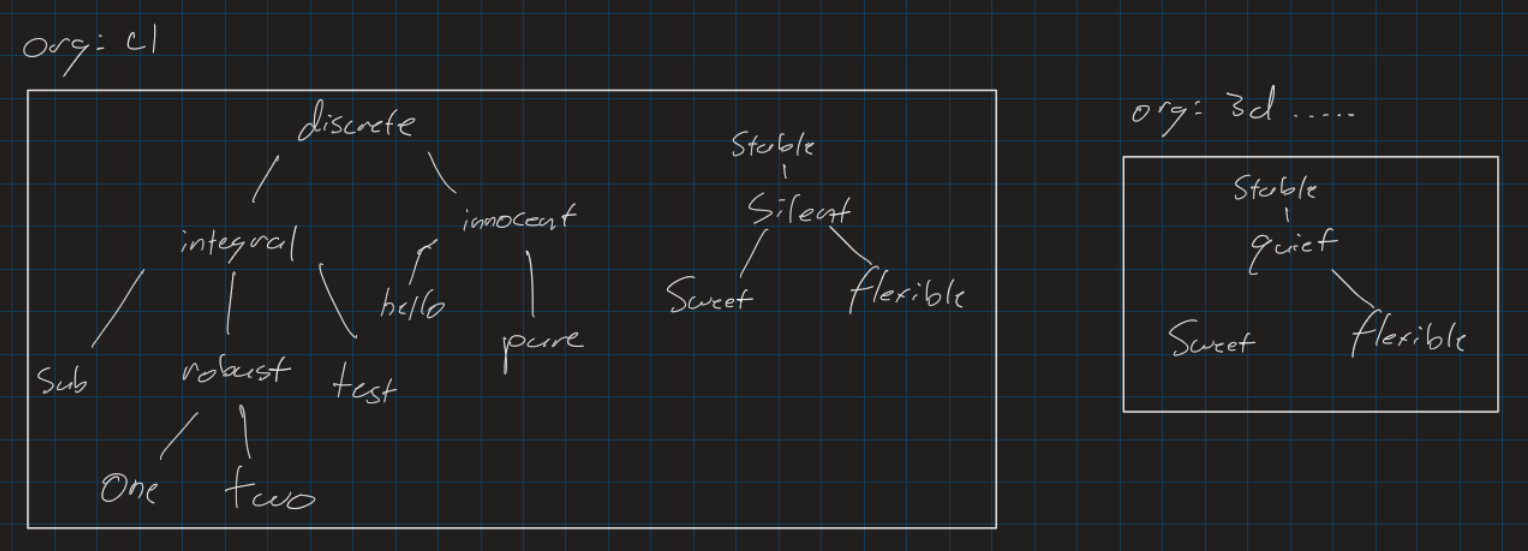 org: cl
discrete
integral innocent
sub robust test hello pure
One two
Stable
Silent
Sweet flexible
org: 3d .....
Stable
quiet
Sweet flexible